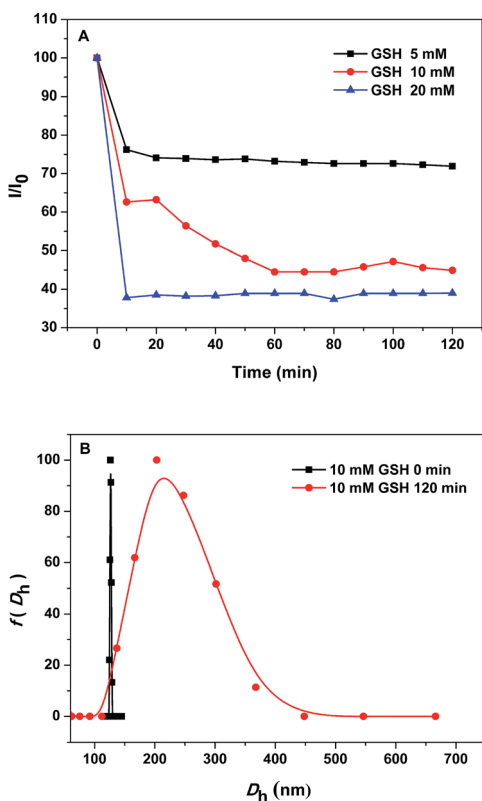 A
GSH 5 mM
GSH 10 mM
GSH 20 mM
110
100
90
80
70
60
50
40
30
I/I0
0 20 40 60 80 100 120
Time (min)
B
10 mM GSH 0 min
10 mM GSH 120 min
100
80
60
40
20
0
f(Dh)
100 200 300 400 500 600 700
Dh (nm)